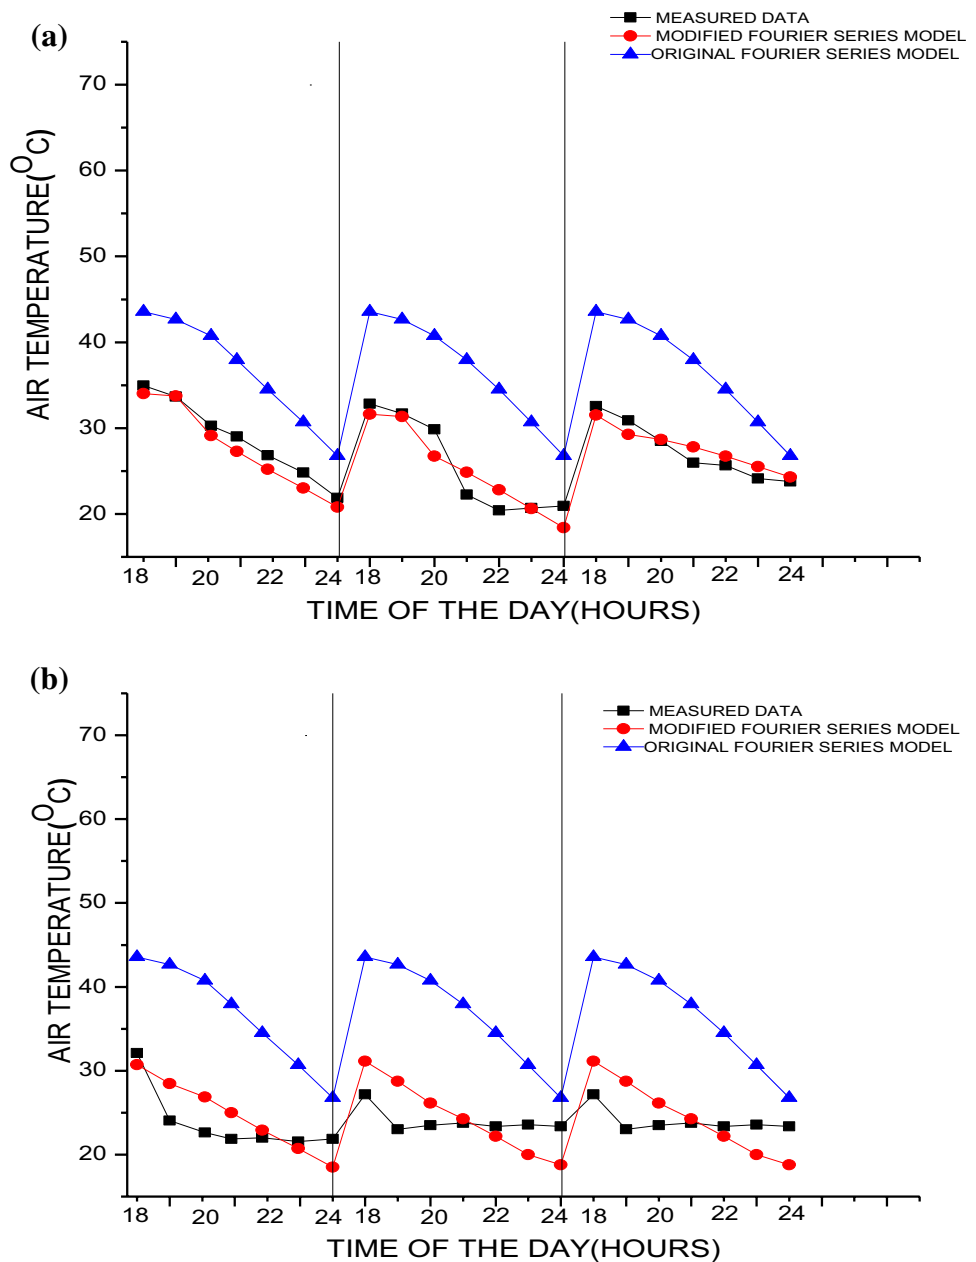 (a)
MEASURED DATA
MODIFIED FOURIER SERIES MODEL
ORIGINAL FOURIER SERIES MODEL
AIR TEMPERATURE(OC)
70
60
50
40
30
20
18 20 22 24 18 20 22 24 18 20 22 24
TIME OF THE DAY(HOURS)
(b)
MEASURED DATA
MODIFIED FOURIER SERIES MODEL
ORIGINAL FOURIER SERIES MODEL
AIR TEMPERATURE(OC)
70
60
50
40
30
20
18 20 22 24 18 20 22 24 18 20 22 24
TIME OF THE DAY(HOURS)